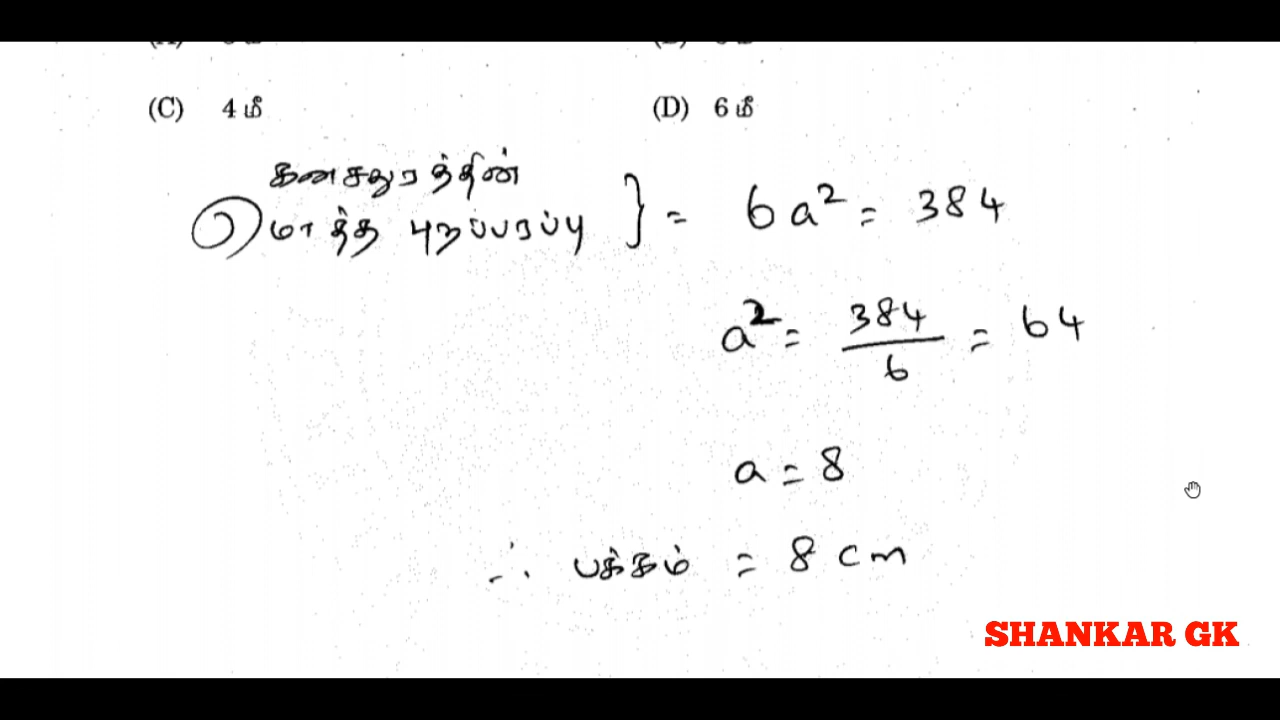 (C) 4 மீ (D) 6 மீ
கனசதுரத்தின்
மொத்த புறப்பரப்பு } = 6a² = 384
a² = 384/6 = 64
a = 8
∴ பக்கம் = 8 cm
SHANKAR GK